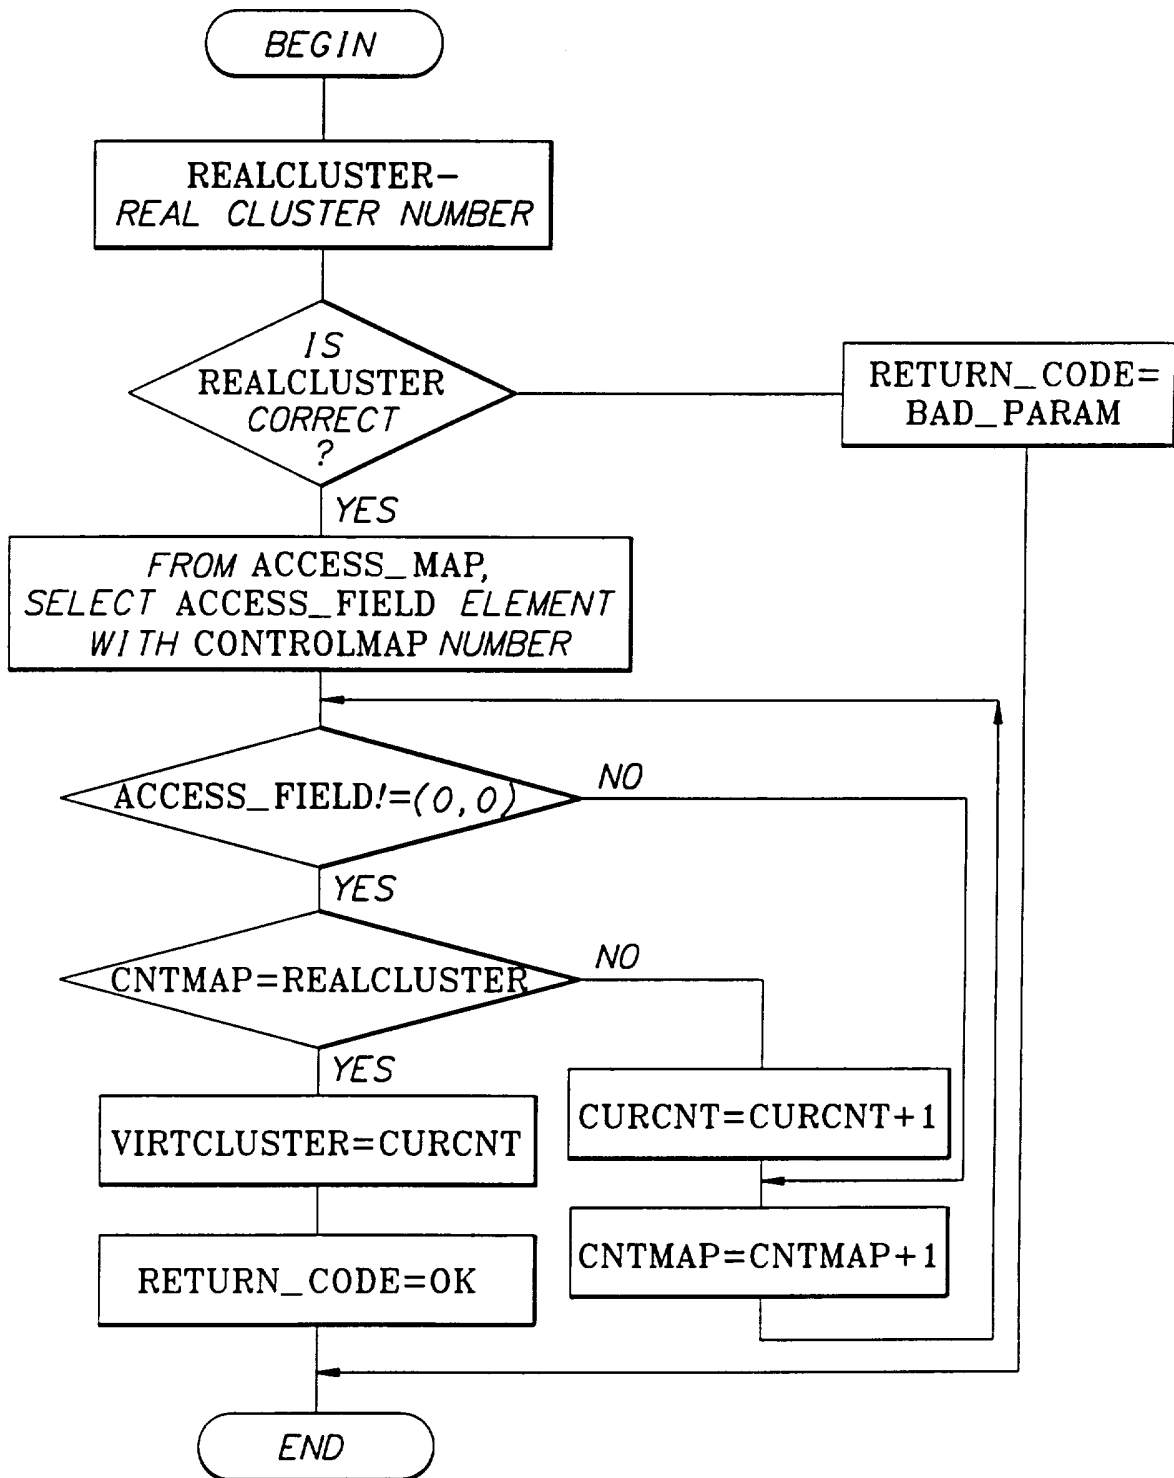 BEGIN
REALCLUSTER-
REAL CLUSTER NUMBER
IS
REALCLUSTER
CORRECT
?
RETURN_CODE=
BAD_PARAM
YES
FROM ACCESS_MAP,
SELECT ACCESS_FIELD ELEMENT
WITH CONTROLMAP NUMBER
ACCESS_FIELD!=(0,0)
NO
YES
CNTMAP=REALCLUSTER
NO
YES
VIRTCLUSTER=CURCNT
CURCNT=CURCNT+1
RETURN_CODE=OK
CNTMAP=CNTMAP+1
END